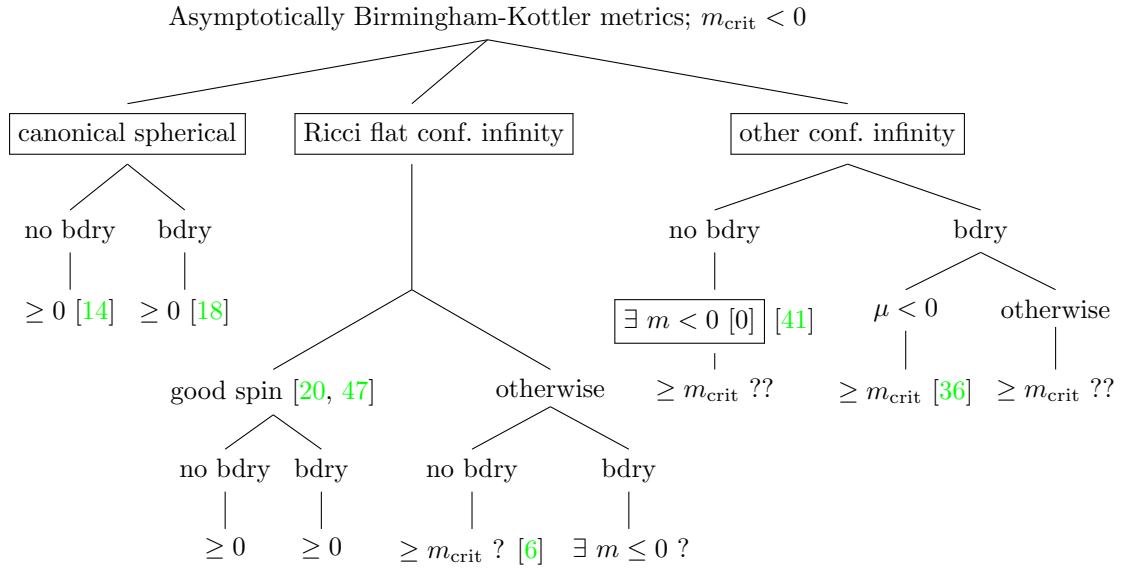 Asymptotically Birmingham-Kottler metrics; m_crit < 0
canonical spherical
Ricci flat conf. infinity
other conf. infinity
no bdry
bdry
no bdry
bdry
≥ 0 [14]
≥ 0 [18]
∃ m < 0 [0] [41]
μ < 0
otherwise
good spin [20, 47]
otherwise
≥ m_crit ??
≥ m_crit [36]
≥ m_crit ??
no bdry
bdry
no bdry
bdry
≥ 0
≥ 0
≥ m_crit ? [6]
∃ m ≤ 0 ?